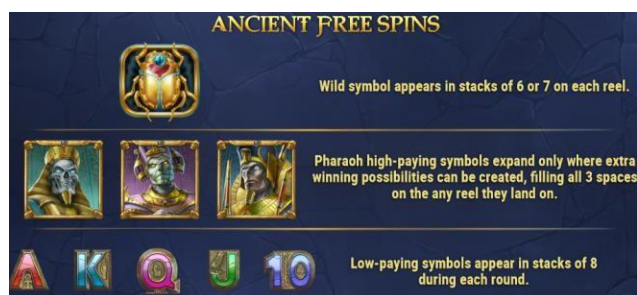 ANCIENT FREE SPINS
Wild symbol appears in stacks of 6 or 7 on each reel.
Pharaoh high-paying symbols expand only where extra
winning possibilities can be created, filling all 3 spaces
on the any reel they land on.
A K Q J 10
Low-paying symbols appear in stacks of 8
during each round.